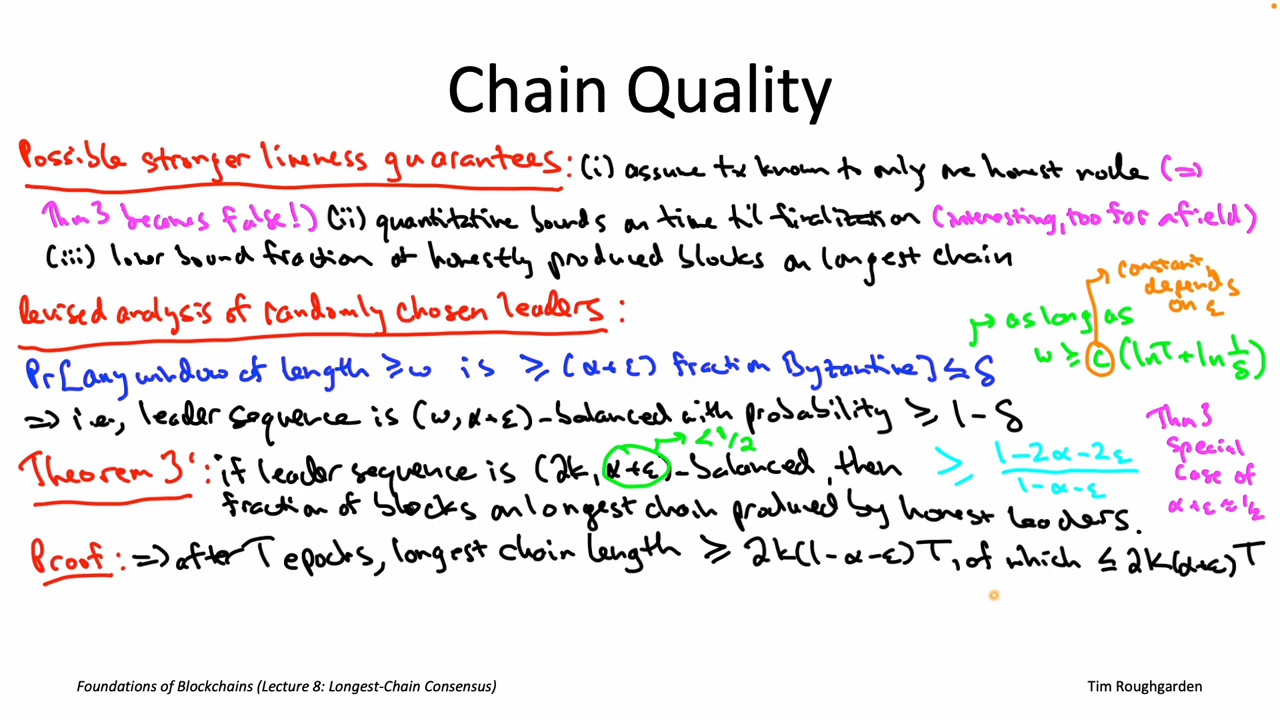 Chain Quality
Possible stronger liveness guarantees: (i) assume tx known to only one honest node (⇒
Thm 3 becomes false!) (ii) quantitative bounds on time til finalization (interesting, too for afield)
(iii) lower bound fraction of honestly produced blocks on longest chain
Revised analysis of randomly chosen leaders:
constant depends on ε
→ as long as
w ≥ c (ln T + ln 1/δ)
Pr[any window of length ≥ w is ≥ (α+ε) fraction Byzantine] ≤ δ
⇒ i.e., leader sequence is (w, α+ε)-balanced with probability ≥ 1 - δ
→ < 1/2
Theorem 3': if leader sequence is (2k, α+ε)-balanced, then ≥ (1-2α-2ε)/(1-α-ε)
fraction of blocks on longest chain produced by honest leaders.
Thm 3
special
case of
α+ε ≈ 1/2
Proof: ⇒ after T epochs, longest chain length ≥ 2k(1-α-ε)T, of which ≤ 2k(α+ε)T
Foundations of Blockchains (Lecture 8: Longest-Chain Consensus)
Tim Roughgarden